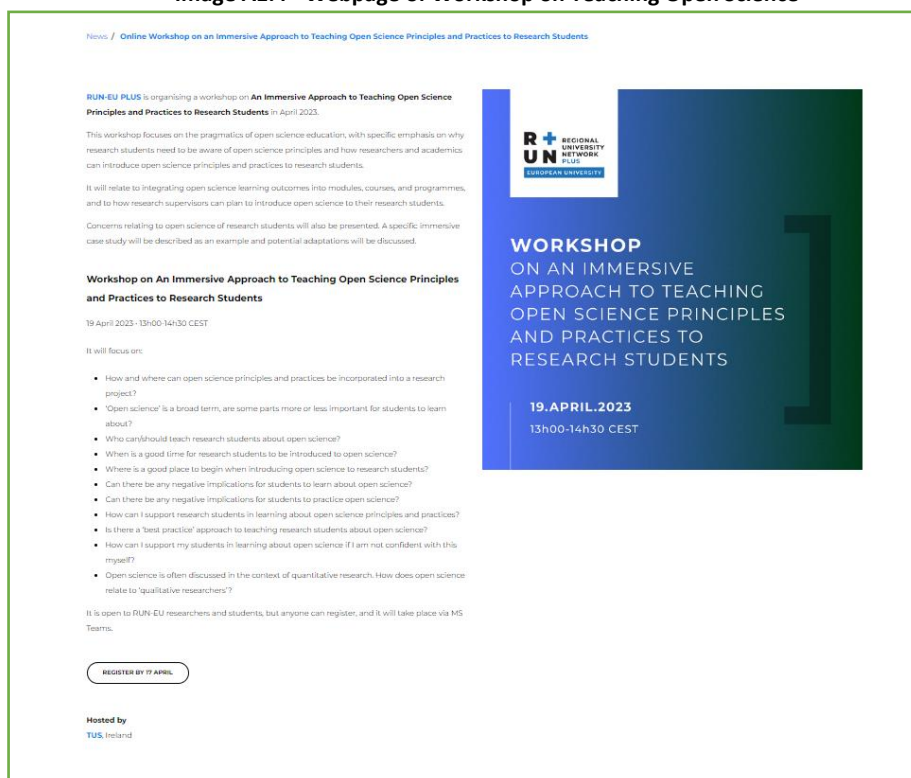 News / Online Workshop on an Immersive Approach to Teaching Open Science Principles and Practices to Research Students
RUN-EU PLUS is organising a workshop on An Immersive Approach to Teaching Open Science
Principles and Practices to Research Students in April 2023.
This workshop focuses on the pragmatics of open science education, with specific emphasis on why
research students need to be aware of open science principles and how researchers and academics
can introduce open science principles and practices to research students.
It will relate to integrating open science learning outcomes into modules, courses, and programmes,
and to how research supervisors can plan to introduce open science to their research students.
Concerns relating to open science of research students will also be presented. A specific immersive
case study will be described as an example and potential adaptations will be discussed.
Workshop on An Immersive Approach to Teaching Open Science Principles
and Practices to Research Students
19 April 2023 • 13h00-14h30 CEST
It will focus on:
• How and where can open science principles and practices be incorporated into a research
project?
• 'Open science' is a broad term, are some parts more or less important for students to learn
about?
• Who can/should teach research students about open science?
• When is a good time for research students to be introduced to open science?
• Where is a good place to begin when introducing open science to research students?
• Can there be any negative implications for students to learn about open science?
• Can there be any negative implications for students to practice open science?
• How can I support research students in learning about open science principles and practices?
• Is there a 'best practice' approach to teaching research students about open science?
• How can I support my students in learning about open science if I am not confident with this
myself?
• Open science is often discussed in the context of quantitative research. How does open science
relate to 'qualitative researchers'?
It is open to RUN-EU researchers and students, but anyone can register, and it will take place via MS
Teams.
REGISTER BY 17 APRIL
Hosted by
TUS, Ireland
R+UN
REGIONAL
UNIVERSITY
NETWORK
PLUS
EUROPEAN UNIVERSITY
WORKSHOP
ON AN IMMERSIVE
APPROACH TO TEACHING
OPEN SCIENCE PRINCIPLES
AND PRACTICES TO
RESEARCH STUDENTS
19.APRIL.2023
13h00-14h30 CEST